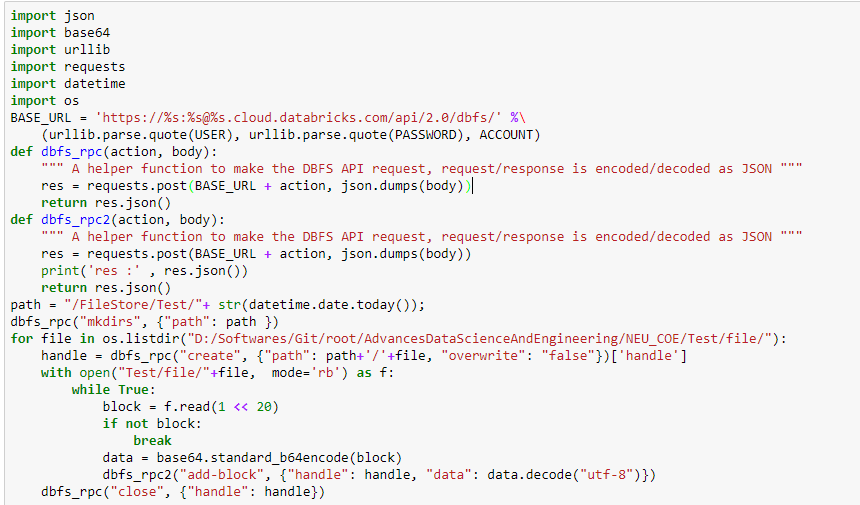 import json
import base64
import urllib
import requests
import datetime
import os
BASE_URL = 'https://%s:%s@%s.cloud.databricks.com/api/2.0/dbfs/' %\
    (urllib.parse.quote(USER), urllib.parse.quote(PASSWORD), ACCOUNT)
def dbfs_rpc(action, body):
    """ A helper function to make the DBFS API request, request/response is encoded/decoded as JSON """
    res = requests.post(BASE_URL + action, json.dumps(body))
    return res.json()
def dbfs_rpc2(action, body):
    """ A helper function to make the DBFS API request, request/response is encoded/decoded as JSON """
    res = requests.post(BASE_URL + action, json.dumps(body))
    print('res :' , res.json())
    return res.json()
path = "/FileStore/Test/"+ str(datetime.date.today());
dbfs_rpc("mkdirs", {"path": path })
for file in os.listdir("D:/Softwares/Git/root/AdvancesDataScienceAndEngineering/NEU_COE/Test/file/"):
    handle = dbfs_rpc("create", {"path": path+'/'+file, "overwrite": "false"})['handle']
    with open("Test/file/"+file,  mode='rb') as f:
        while True:
            block = f.read(1 << 20)
            if not block:
                break
            data = base64.standard_b64encode(block)
            dbfs_rpc2("add-block", {"handle": handle, "data": data.decode("utf-8")})
    dbfs_rpc("close", {"handle": handle})